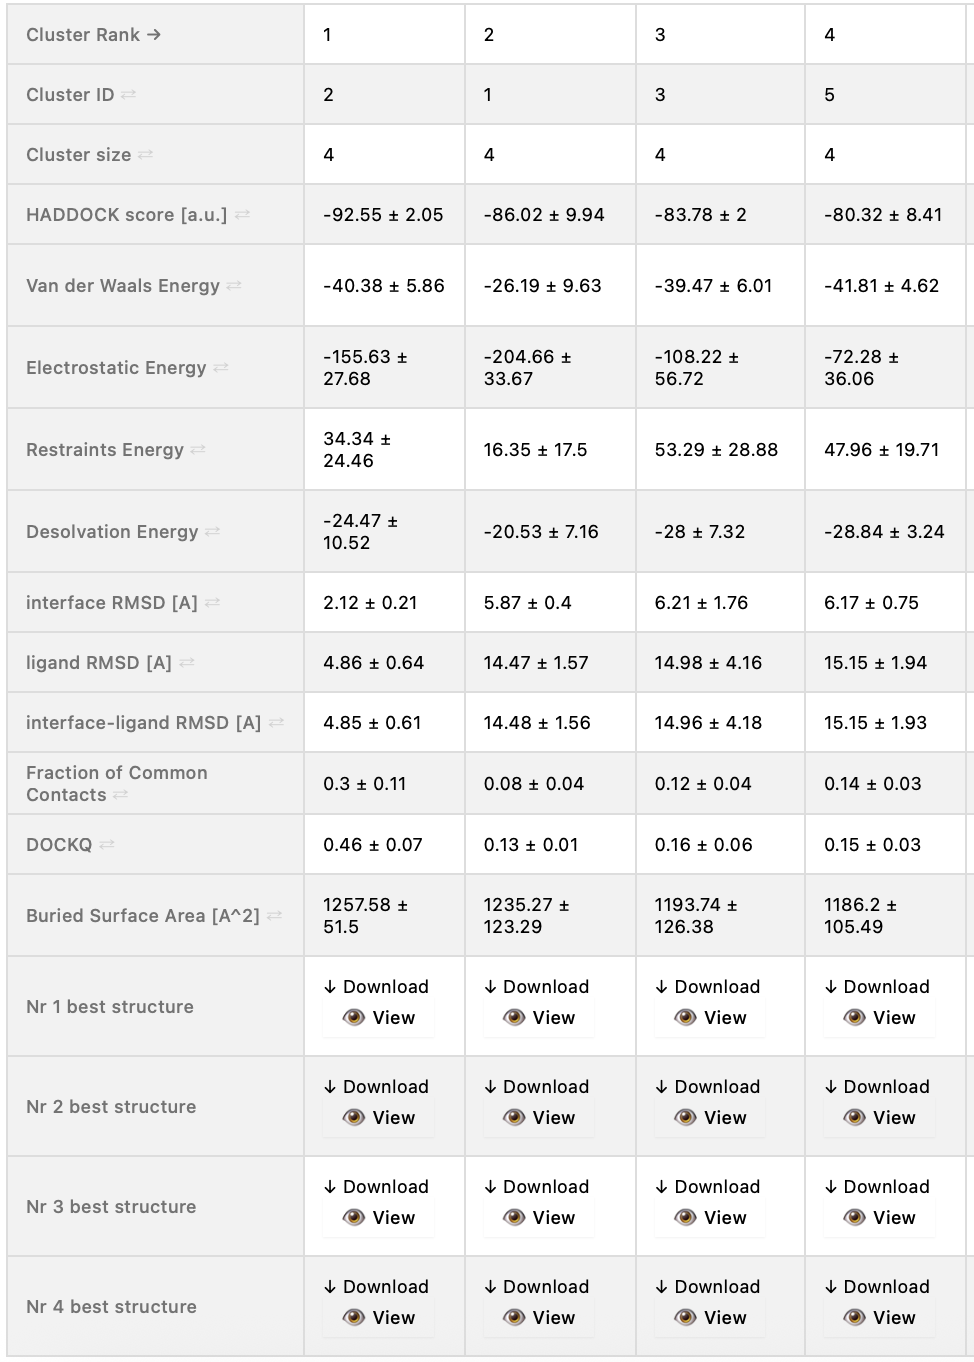 Cluster Rank → 1 2 3 4
Cluster ID ⇄ 2 1 3 5
Cluster size ⇄ 4 4 4 4
HADDOCK score [a.u.] ⇄ -92.55 ± 2.05 -86.02 ± 9.94 -83.78 ± 2 -80.32 ± 8.41
Van der Waals Energy ⇄ -40.38 ± 5.86 -26.19 ± 9.63 -39.47 ± 6.01 -41.81 ± 4.62
Electrostatic Energy ⇄ -155.63 ± 27.68 -204.66 ± 33.67 -108.22 ± 56.72 -72.28 ± 36.06
Restraints Energy ⇄ 34.34 ± 24.46 16.35 ± 17.5 53.29 ± 28.88 47.96 ± 19.71
Desolvation Energy ⇄ -24.47 ± 10.52 -20.53 ± 7.16 -28 ± 7.32 -28.84 ± 3.24
interface RMSD [A] ⇄ 2.12 ± 0.21 5.87 ± 0.4 6.21 ± 1.76 6.17 ± 0.75
ligand RMSD [A] ⇄ 4.86 ± 0.64 14.47 ± 1.57 14.98 ± 4.16 15.15 ± 1.94
interface-ligand RMSD [A] ⇄ 4.85 ± 0.61 14.48 ± 1.56 14.96 ± 4.18 15.15 ± 1.93
Fraction of Common Contacts ⇄ 0.3 ± 0.11 0.08 ± 0.04 0.12 ± 0.04 0.14 ± 0.03
DOCKQ ⇄ 0.46 ± 0.07 0.13 ± 0.01 0.16 ± 0.06 0.15 ± 0.03
Buried Surface Area [A^2] ⇄ 1257.58 ± 51.5 1235.27 ± 123.29 1193.74 ± 126.38 1186.2 ± 105.49
Nr 1 best structure ↓ Download ↓ Download ↓ Download ↓ Download
View View View View
Nr 2 best structure ↓ Download ↓ Download ↓ Download ↓ Download
View View View View
Nr 3 best structure ↓ Download ↓ Download ↓ Download ↓ Download
View View View View
Nr 4 best structure ↓ Download ↓ Download ↓ Download ↓ Download
View View View View